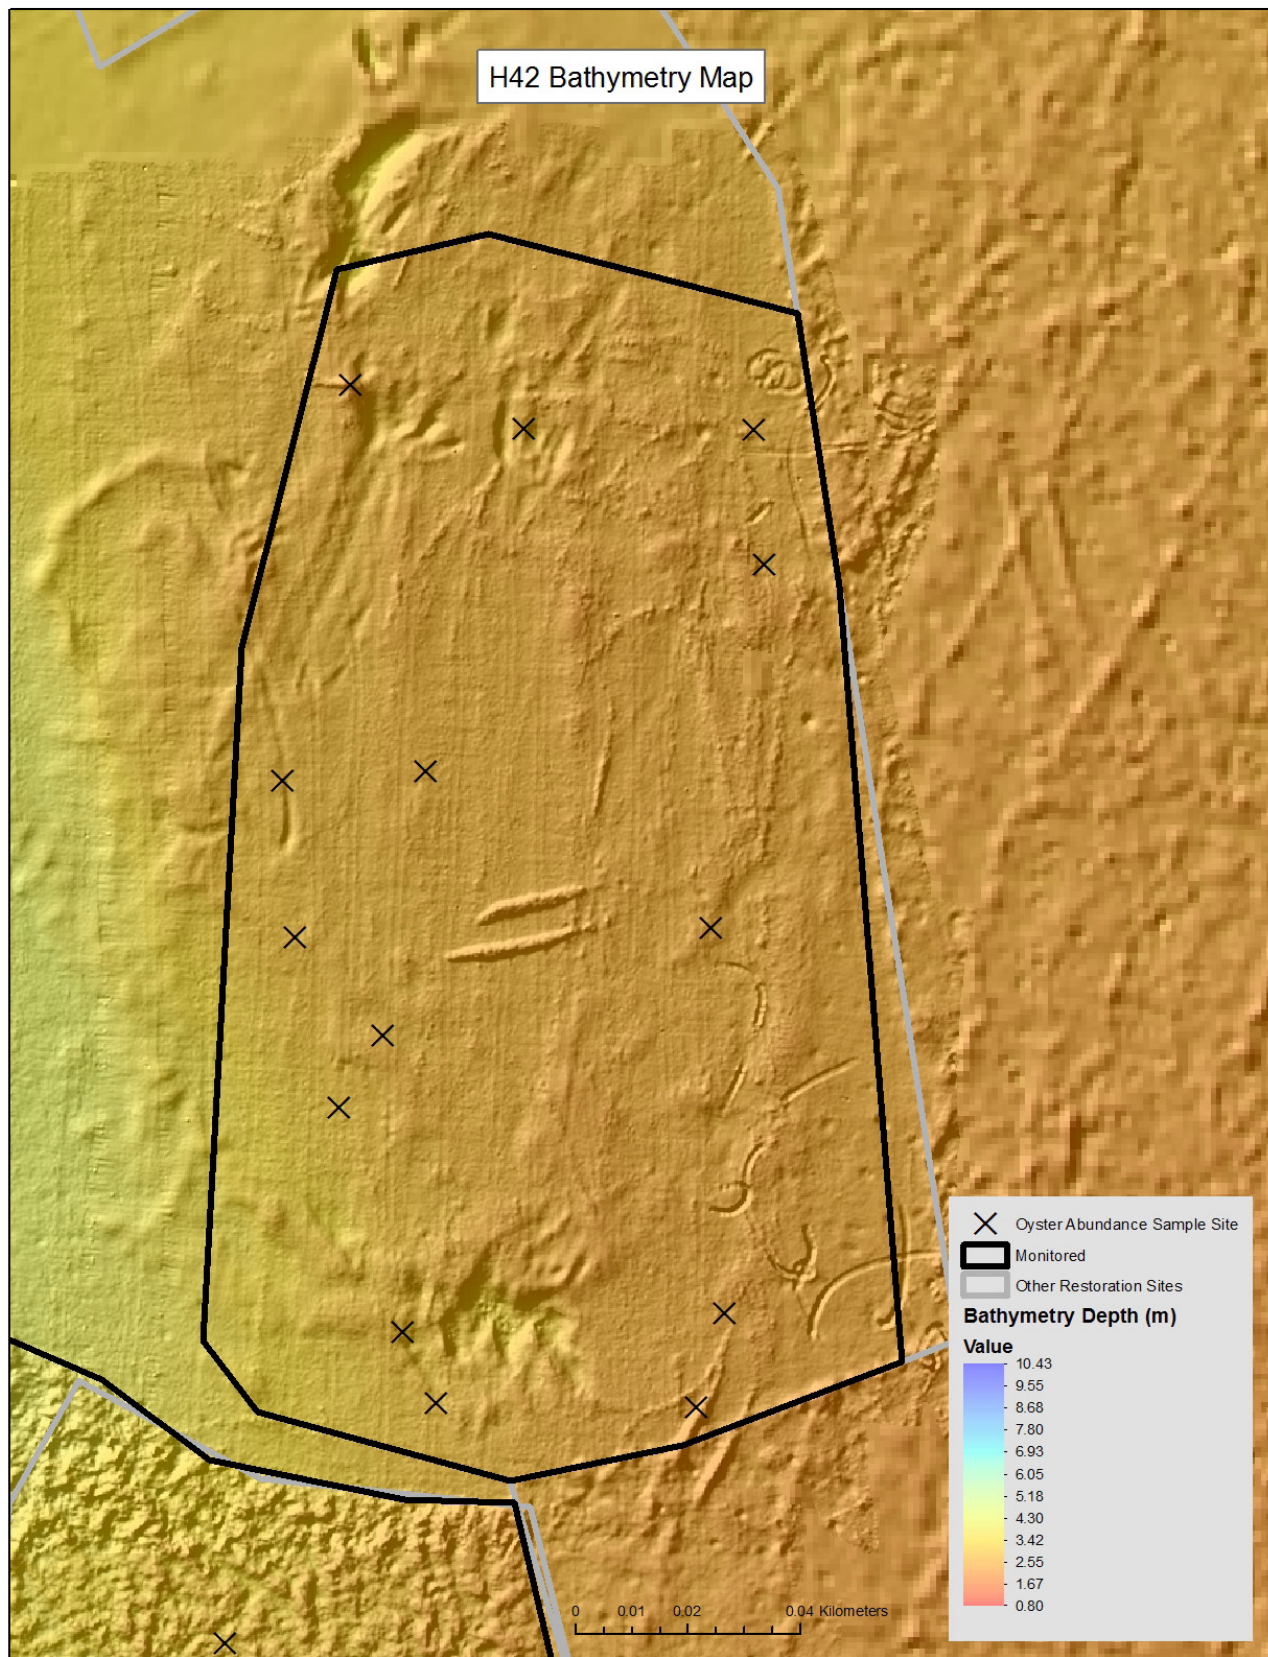 H42 Bathymetry Map
Oyster Abundance Sample Site
Monitored
Other Restoration Sites
Bathymetry Depth (m)
Value
10.43
9.55
8.68
7.80
6.93
6.05
5.18
4.30
3.42
2.55
1.67
0.80
0 0.01 0.02 0.04 Kilometers